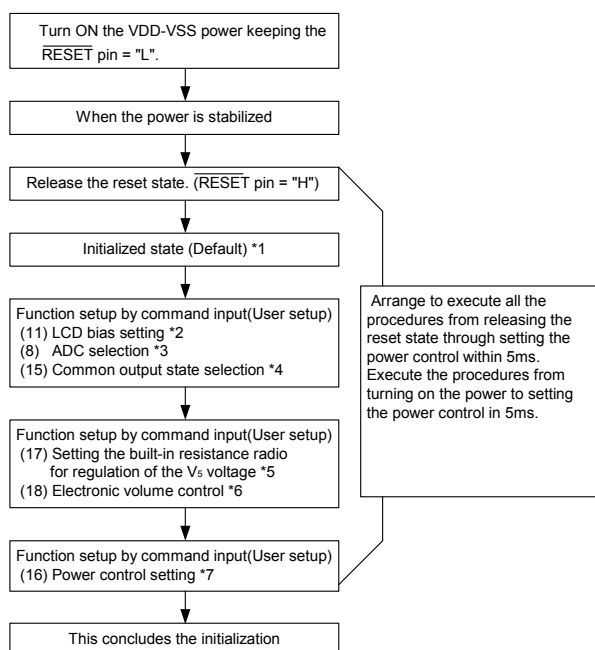 Turn ON the VDD-VSS power keeping the
RESET pin = "L".
When the power is stabilized
Release the reset state. (RESET pin = "H")
Initialized state (Default) *1
Function setup by command input(User setup)
(11) LCD bias setting *2
(8) ADC selection *3
(15) Common output state selection *4
Function setup by command input(User setup)
(17) Setting the built-in resistance radio
for regulation of the V5 voltage *5
(18) Electronic volume control *6
Function setup by command input(User setup)
(16) Power control setting *7
This concludes the initialization
Arrange to execute all the
procedures from releasing the
reset state through setting the
power control within 5ms.
Execute the procedures from
turning on the power to setting
the power control in 5ms.